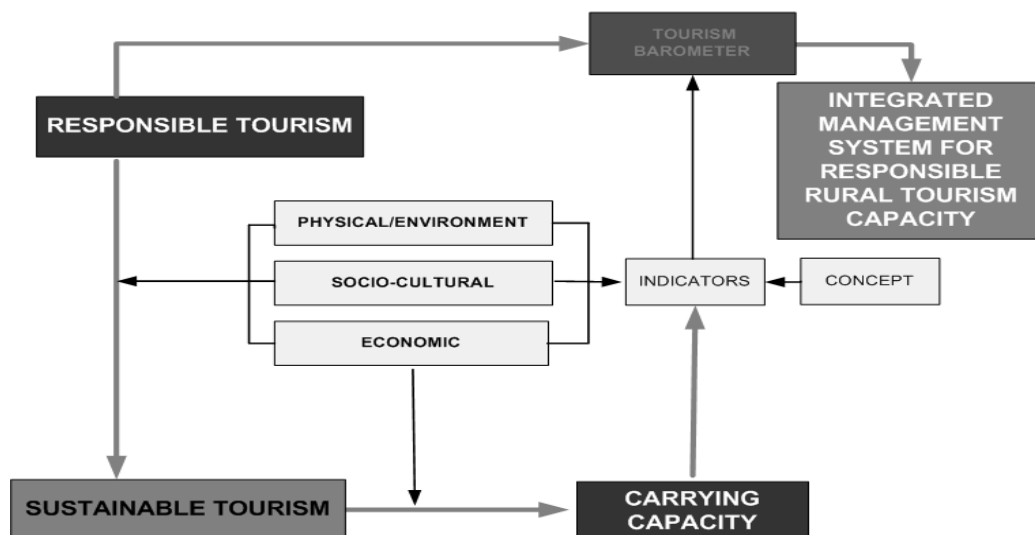 TOURISM
BAROMETER
RESPONSIBLE TOURISM
INTEGRATED
MANAGEMENT
SYSTEM FOR
RESPONSIBLE
RURAL TOURISM
CAPACITY
PHYSICAL/ENVIRONMENT
SOCIO-CULTURAL
INDICATORS
CONCEPT
ECONOMIC
SUSTAINABLE TOURISM
CARRYING
CAPACITY